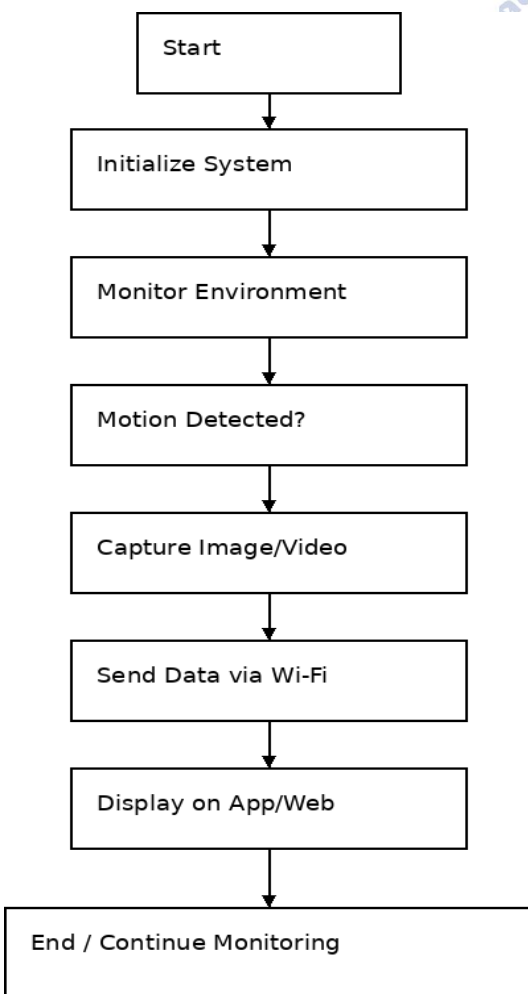 Start
Initialize System
Monitor Environment
Motion Detected?
Capture Image/Video
Send Data via Wi-Fi
Display on App/Web
End / Continue Monitoring